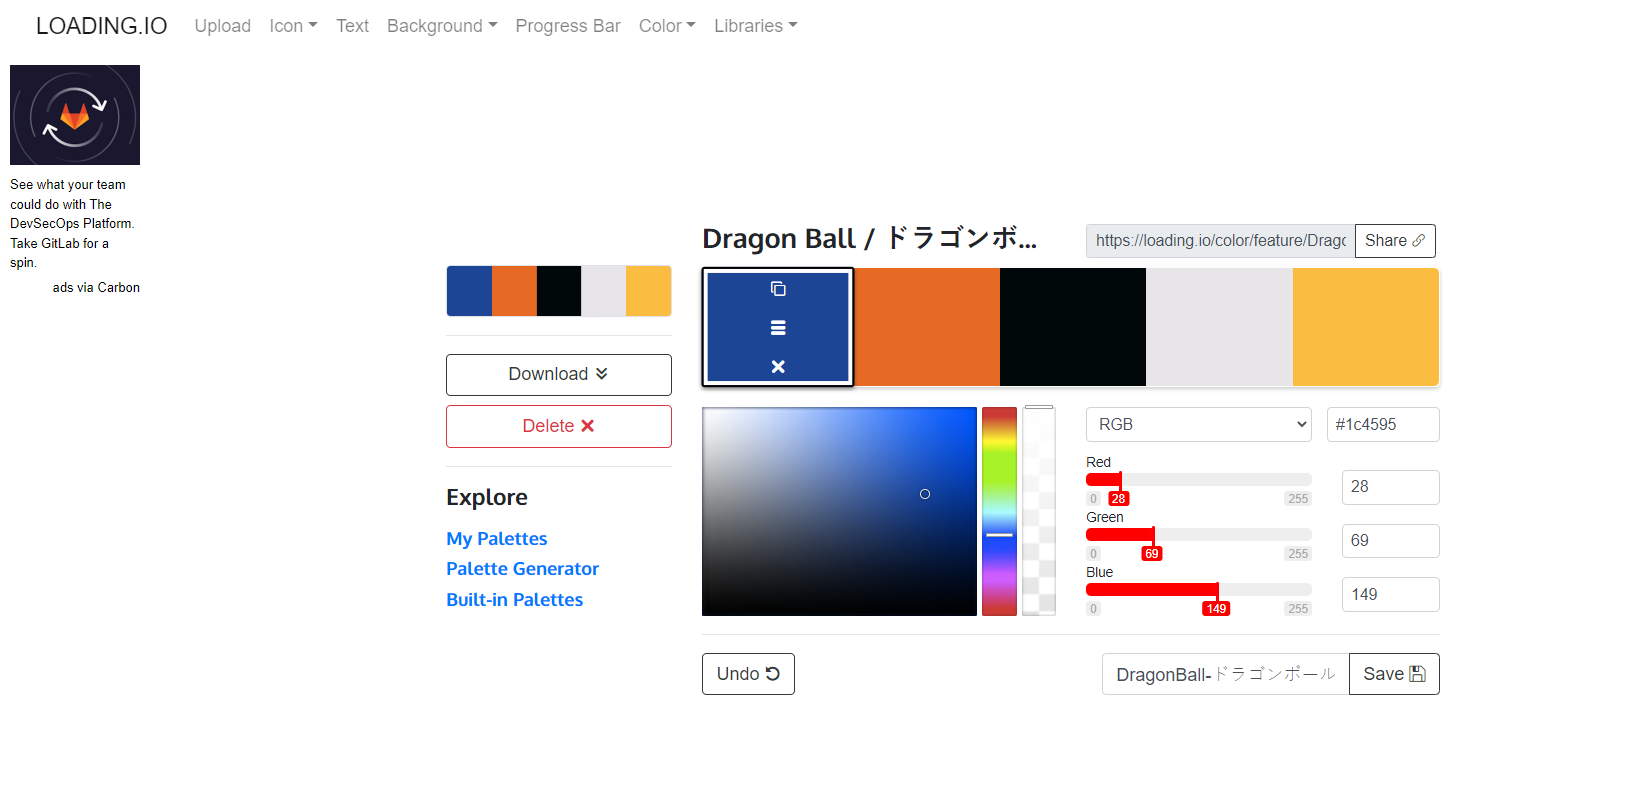 LOADING.IO Upload Icon Text Background Progress Bar Color Libraries
See what your team
could do with The
DevSecOps Platform.
Take GitLab for a
spin.
ads via Carbon
Download
Delete
Explore
My Palettes
Palette Generator
Built-in Palettes
Dragon Ball / ドラゴンボ...
https://loading.io/color/feature/Drag
Share
RGB
#1c4595
Red
0 28 255
28
Green
0 69 255
69
Blue
0 149 255
149
Undo
DragonBall-ドラゴンボール
Save